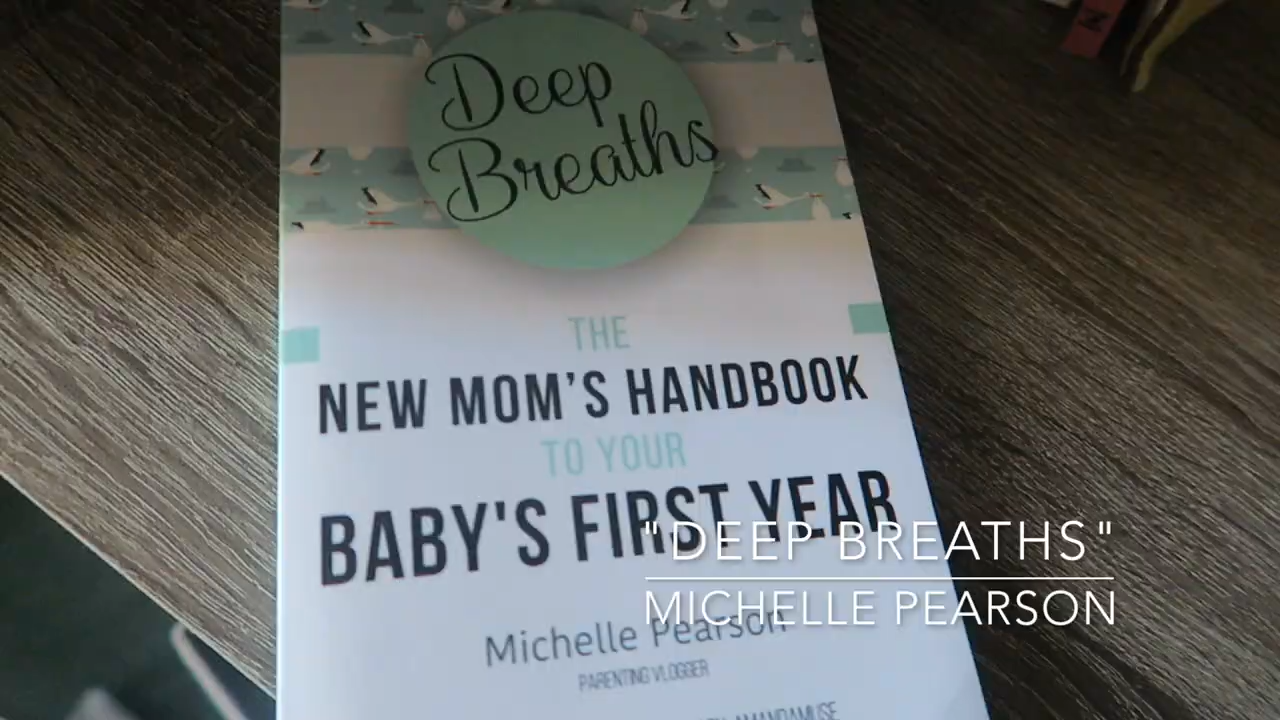 Deep
Breaths
THE
NEW MOM'S HANDBOOK
TO YOUR
BABY'S FIRST YEAR
"DEEP BREATHS"
MICHELLE PEARSON
Michelle Pearson
PARENTING VLOGGER
AMANDAMUSE